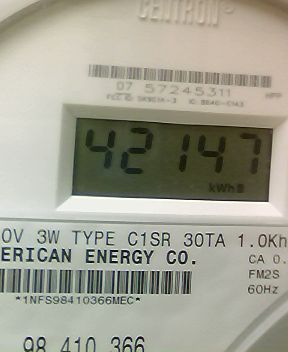 CENTRON®
07 57245311
42147
kWh
0V 3W TYPE C1SR 30TA 1.0Kh
ERICAN ENERGY CO.
CA 0.
FM2S
60Hz
*1NFS98410366MEC*
98 410 366